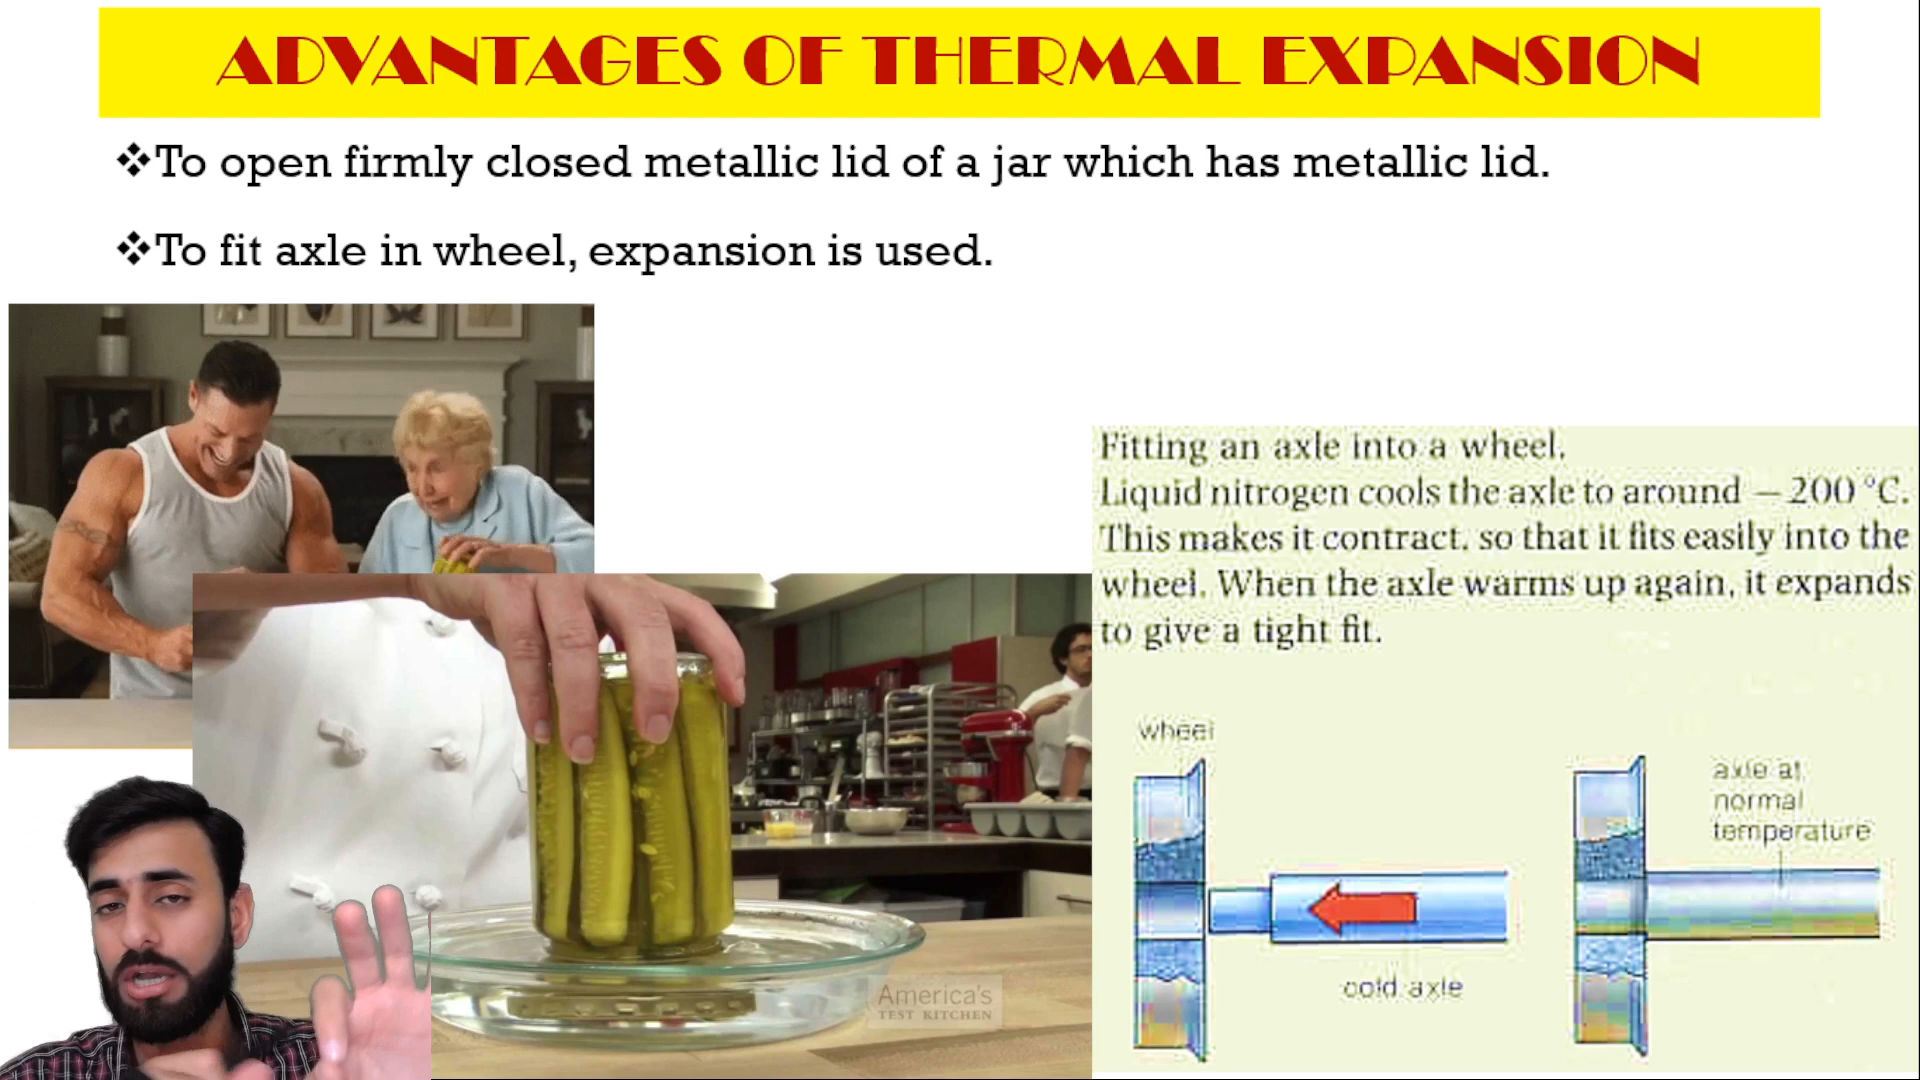 ADVANTAGES OF THERMAL EXPANSION
❖To open firmly closed metallic lid of a jar which has metallic lid.
❖To fit axle in wheel, expansion is used.
Fitting an axle into a wheel.
Liquid nitrogen cools the axle to around – 200 °C.
This makes it contract. so that it fits easily into the
wheel. When the axle warms up again, it expands
to give a tight fit.
wheel
axle at
normal
temperature
cold axle
America's
TEST KITCHEN